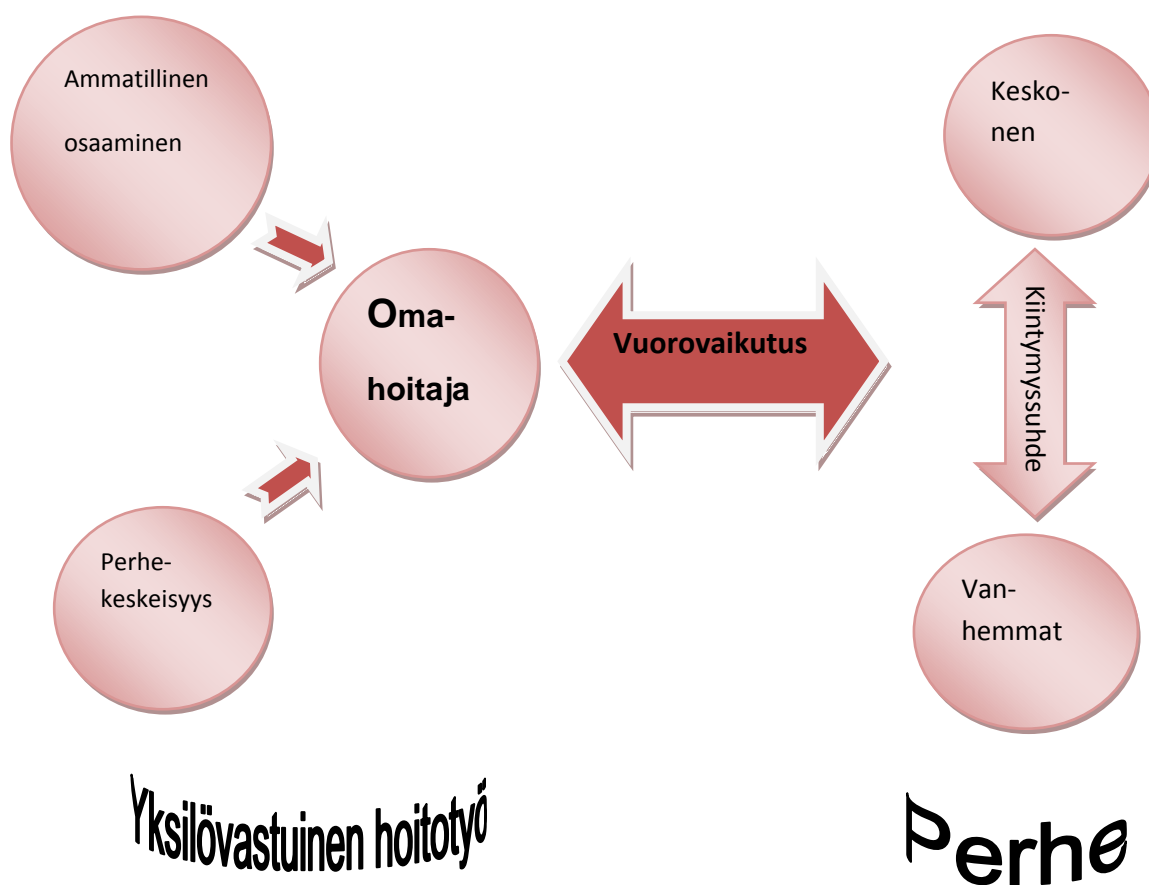 Ammatillinen
osaaminen
Kesko-
nen
Oma-
hoitaja
Vuorovaikutus
Kiintymyssuhde
Perhe-
keskeisyys
Van-
hemmat
Yksilövastuinen hoitotyö
Perhe